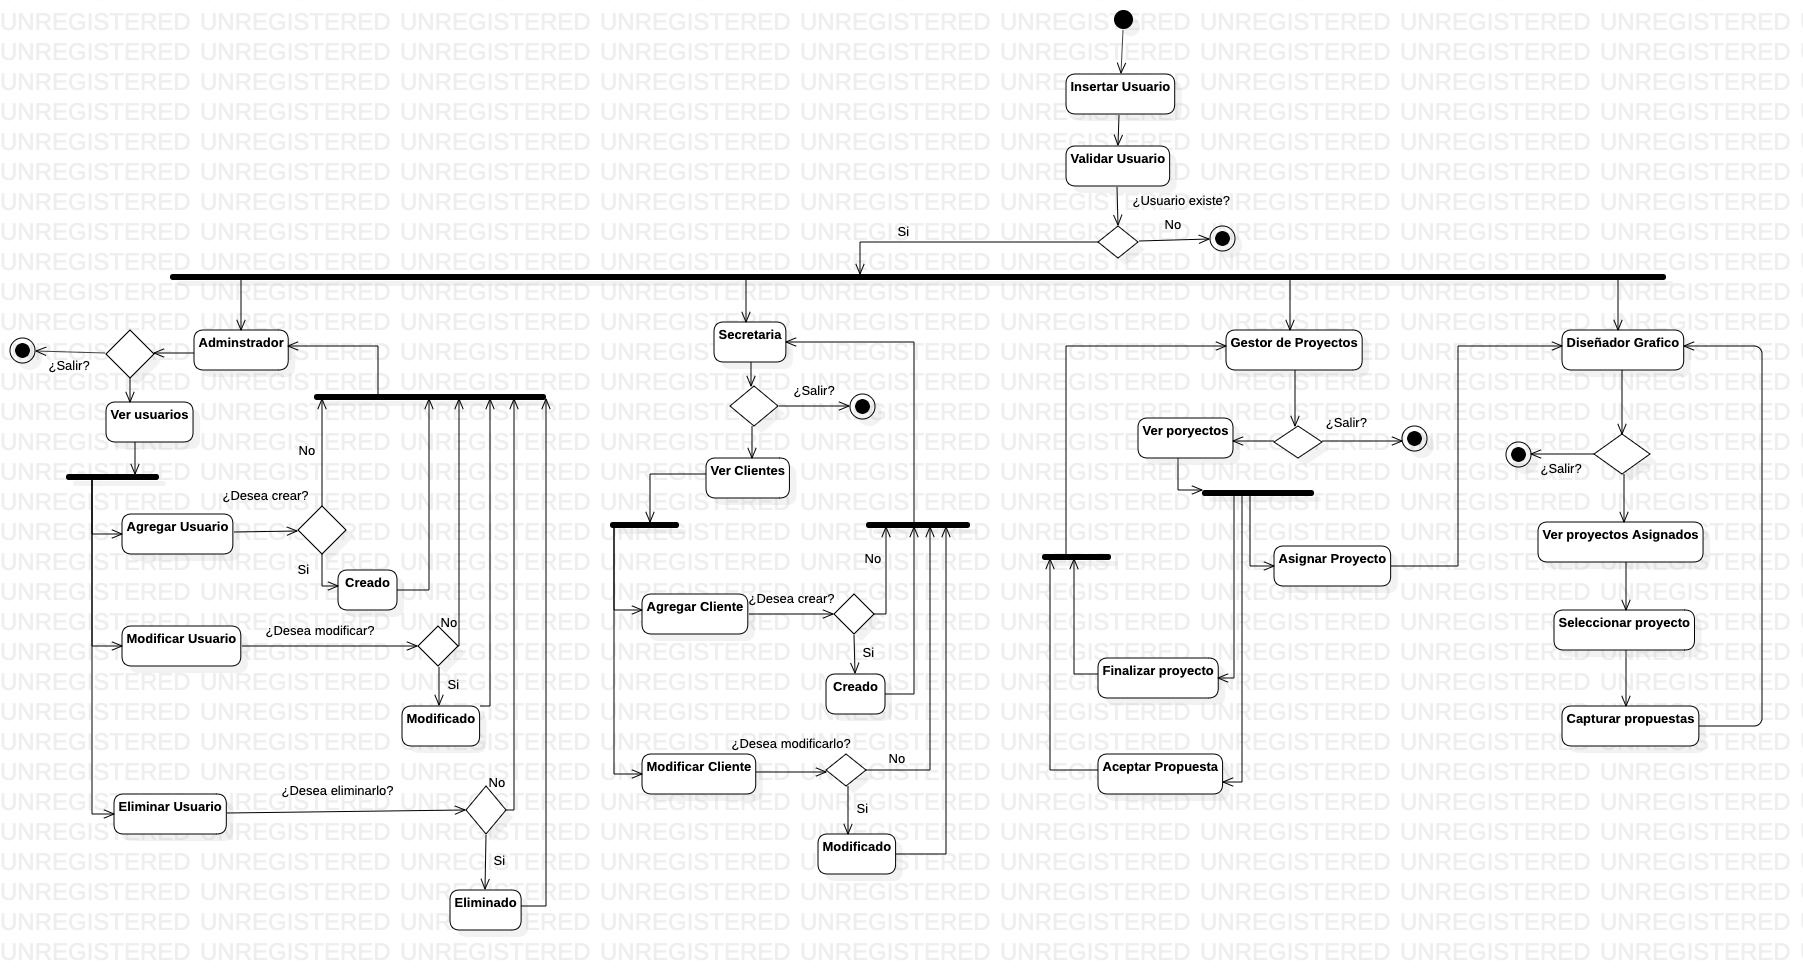 UNREGISTERED
Insertar Usuario
Validar Usuario
¿Usuario existe?
No
Si
Adminstrador
¿Salir?
Ver usuarios
No
¿Desea crear?
Agregar Usuario
Si
Creado
Modificar Usuario
¿Desea modificar?
No
Si
Modificado
Eliminar Usuario
¿Desea eliminarlo?
No
Si
Eliminado
Secretaria
¿Salir?
Ver Clientes
No
Agregar Cliente
¿Desea crear?
Si
Creado
¿Desea modificarlo?
Modificar Cliente
No
Si
Modificado
Gestor de Proyectos
¿Salir?
Ver poryectos
Asignar Proyecto
Finalizar proyecto
Aceptar Propuesta
Diseñador Grafico
¿Salir?
Ver proyectos Asignados
Seleccionar proyecto
Capturar propuestas